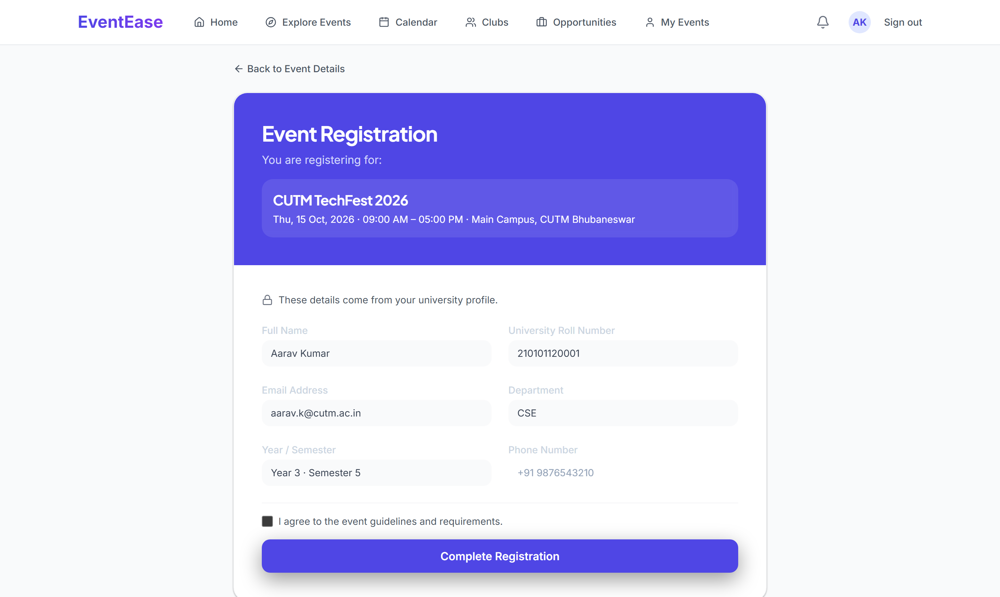 EventEase Home Explore Events Calendar Clubs Opportunities My Events AK Sign out
Back to Event Details
Event Registration
You are registering for:
CUTM TechFest 2026
Thu, 15 Oct, 2026 · 09:00 AM – 05:00 PM · Main Campus, CUTM Bhubaneswar
These details come from your university profile.
Full Name University Roll Number
Aarav Kumar 210101120001
Email Address Department
aarav.k@cutm.ac.in CSE
Year / Semester Phone Number
Year 3 · Semester 5 +91 9876543210
I agree to the event guidelines and requirements.
Complete Registration